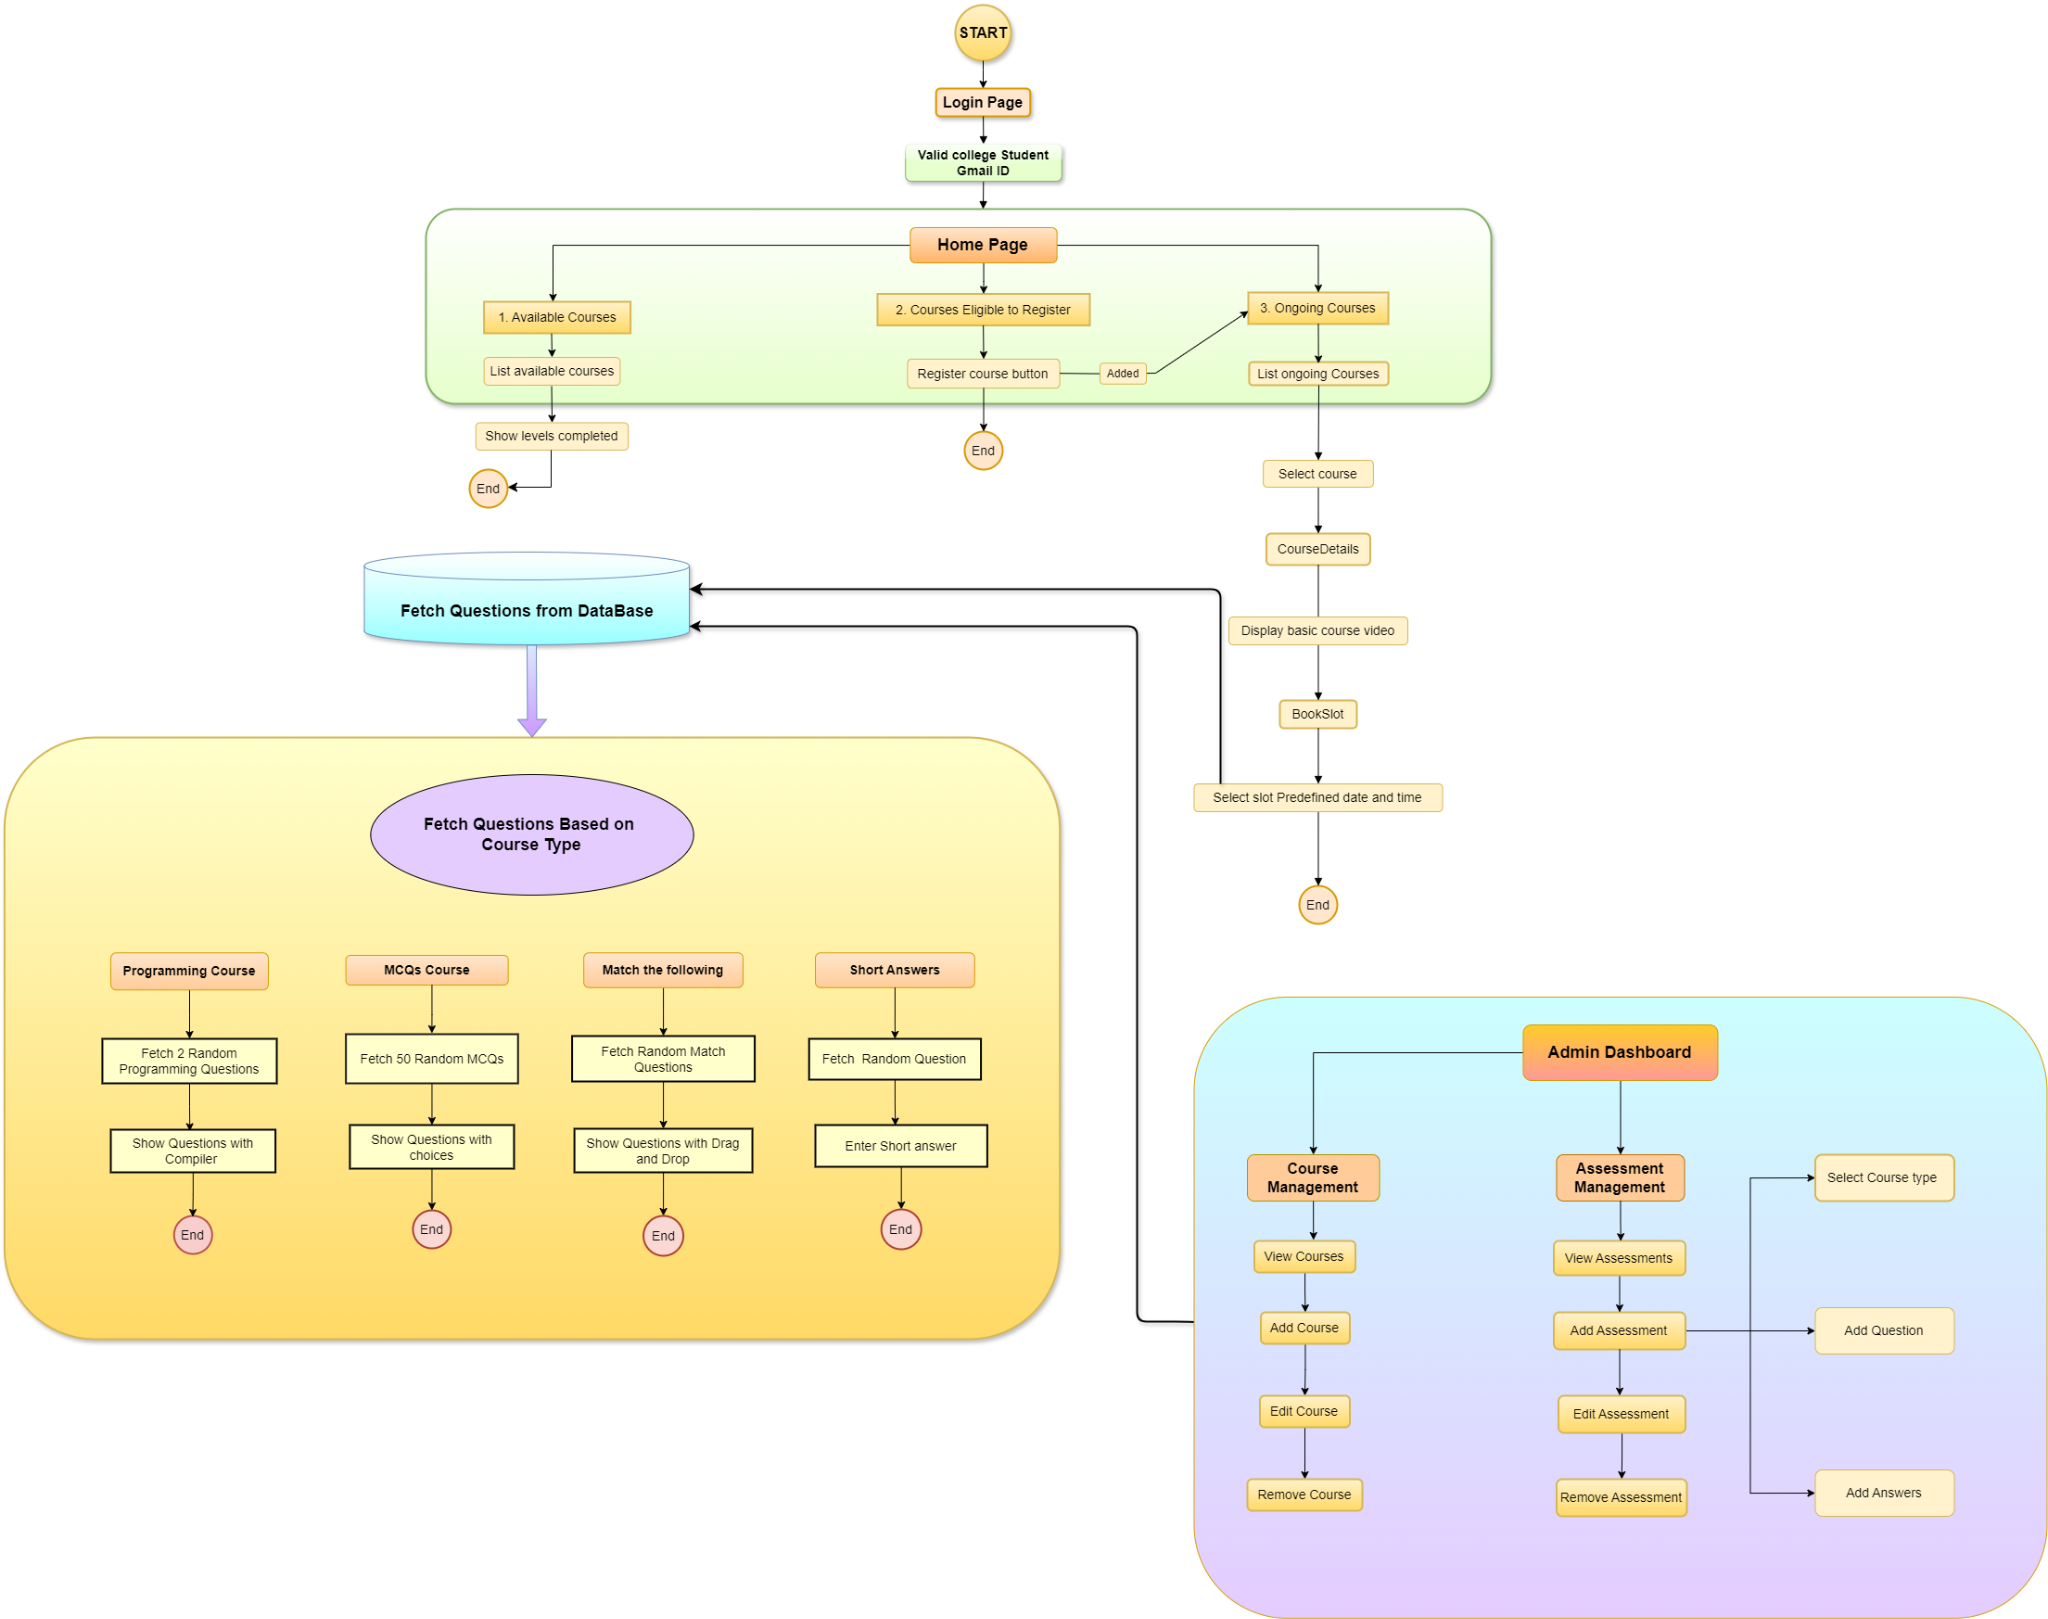 START
Login Page
Valid college Student
Gmail ID
Home Page
1. Available Courses
2. Courses Eligible to Register
3. Ongoing Courses
List available courses
Register course button
Added
List ongoing Courses
Show levels completed
End
End
Select course
CourseDetails
Display basic course video
BookSlot
Select slot Predefined date and time
End
Fetch Questions from DataBase
Fetch Questions Based on
Course Type
Programming Course
MCQs Course
Match the following
Short Answers
Fetch 2 Random
Programming Questions
Fetch 50 Random MCQs
Fetch Random Match
Questions
Fetch  Random Question
Show Questions with
Compiler
Show Questions with
choices
Show Questions with Drag
and Drop
Enter Short answer
End
End
End
End
Admin Dashboard
Course
Management
Assessment
Management
Select Course type
View Courses
View Assessments
Add Course
Add Assessment
Add Question
Edit Course
Edit Assessment
Remove Course
Remove Assessment
Add Answers